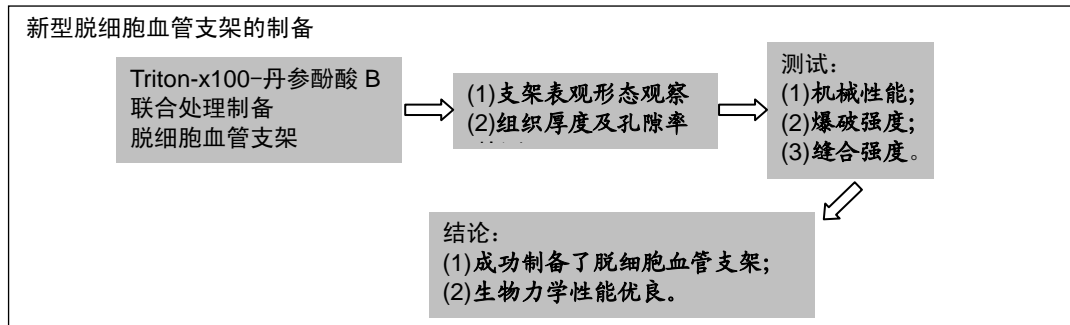 新型脱细胞血管支架的制备
Triton-x100-丹参酚酸 B
联合处理制备
脱细胞血管支架
(1)支架表观形态观察
(2)组织厚度及孔隙率
测试：
(1)机械性能；
(2)爆破强度；
(3)缝合强度。
结论：
(1)成功制备了脱细胞血管支架；
(2)生物力学性能优良。